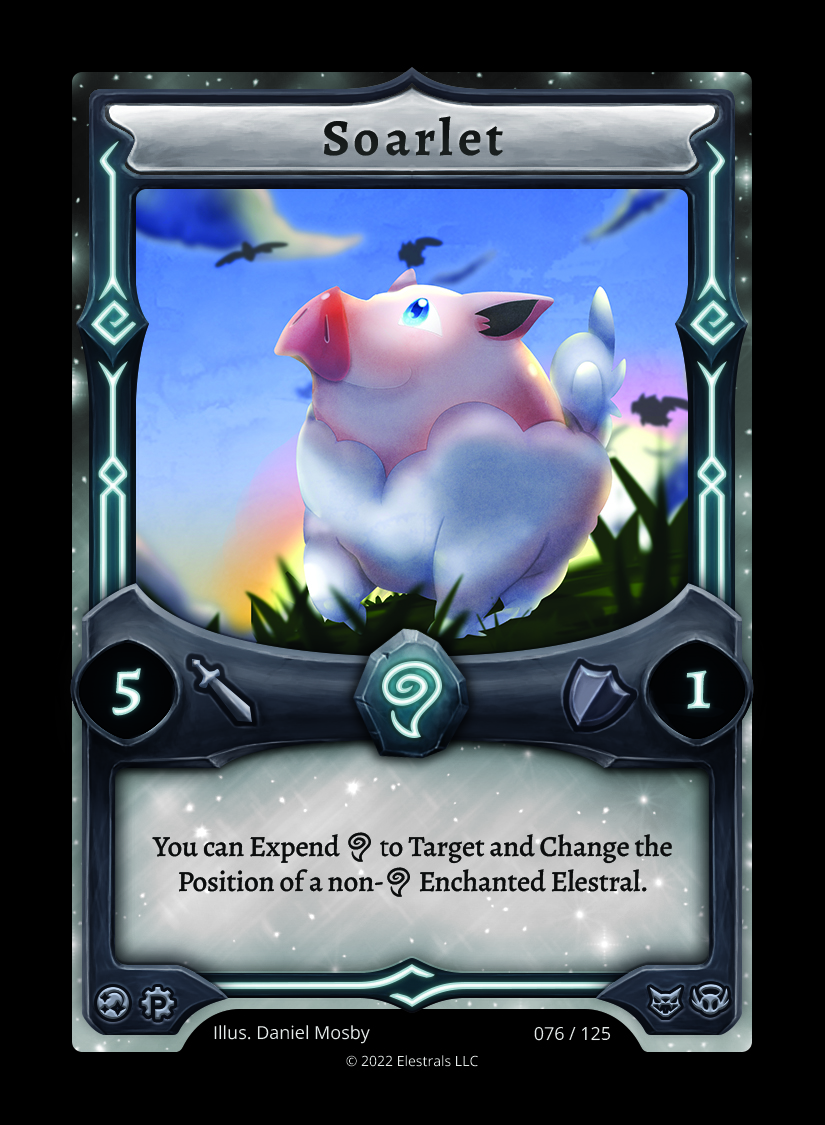 Soarlet
5
1
You can Expend to Target and Change the
Position of a non- Enchanted Elestral.
P
Illus. Daniel Mosby
076 / 125
© 2022 Elestrals LLC